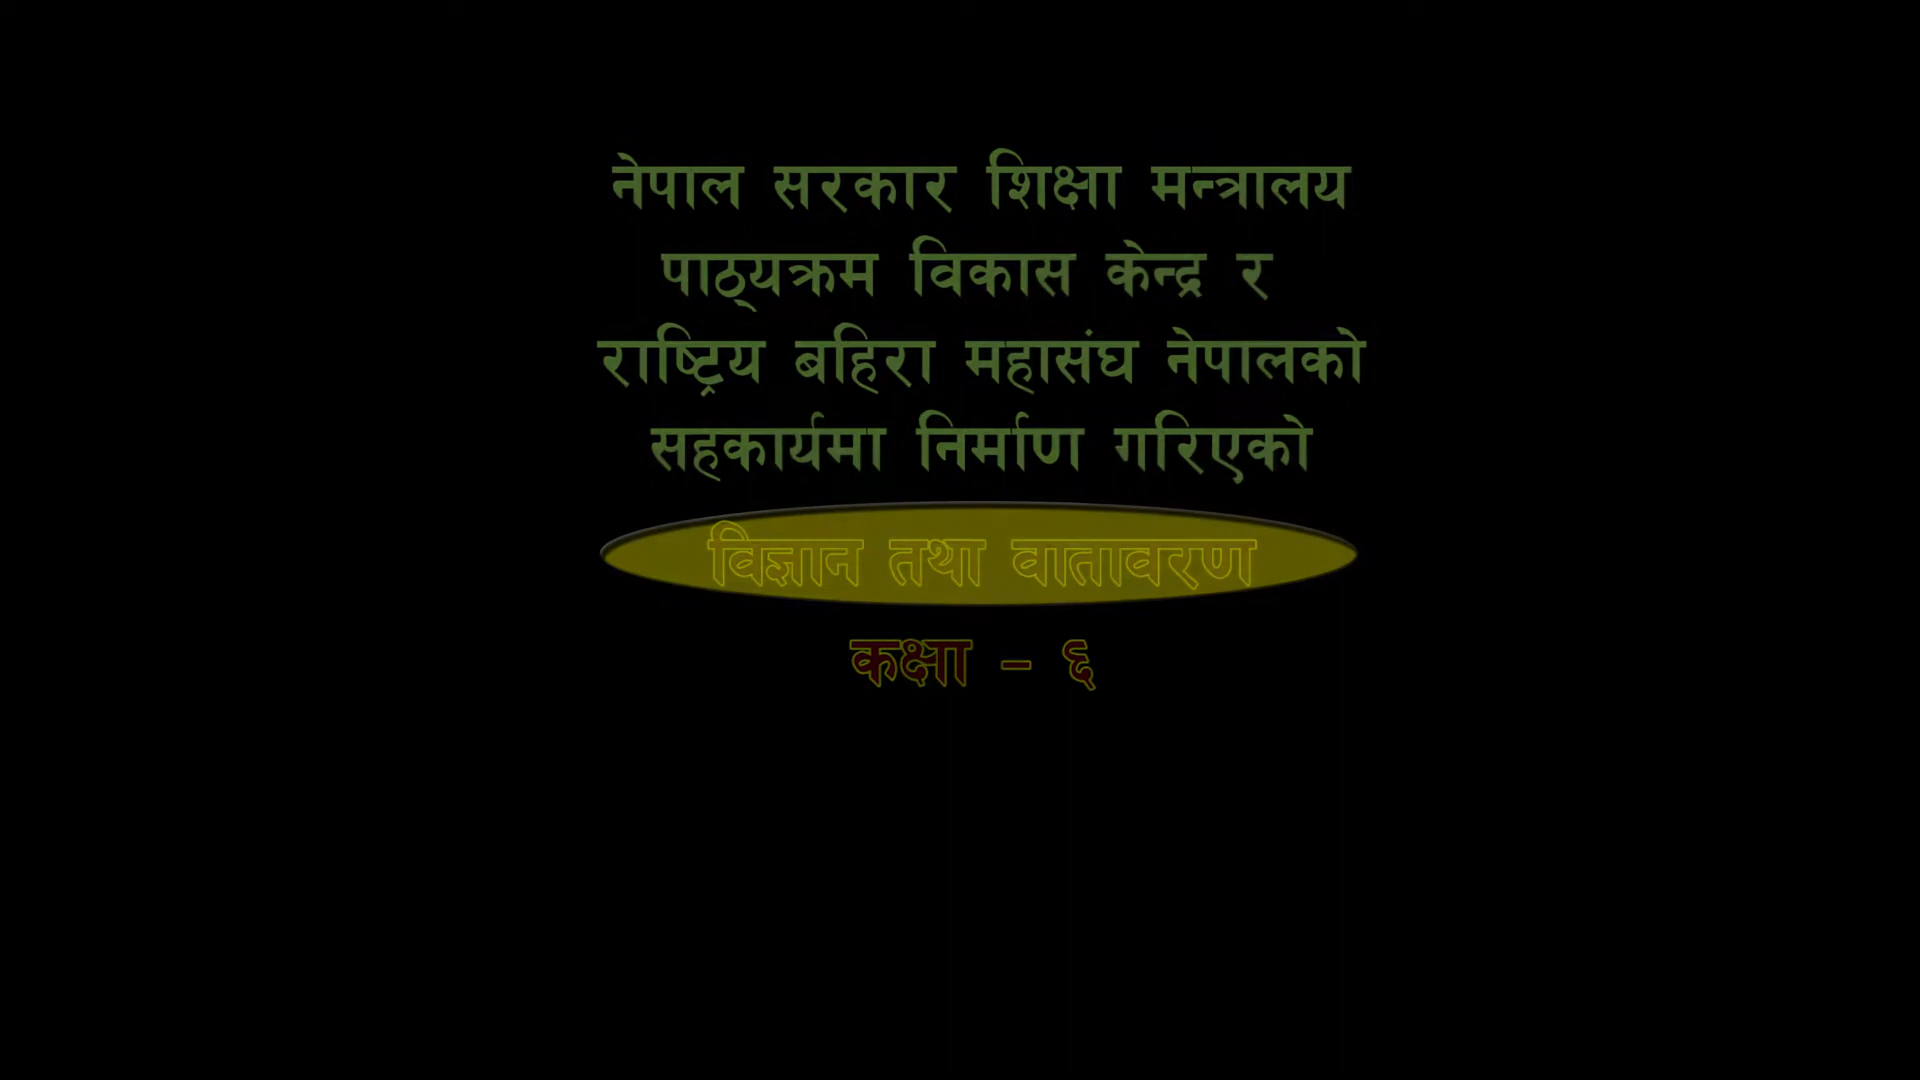 नेपाल सरकार शिक्षा मन्त्रालय
पाठ्यक्रम विकास केन्द्र र
राष्ट्रिय बहिरा महासंघ नेपालको
सहकार्यमा निर्माण गरिएको
विज्ञान तथा वातावरण
कक्षा – ६